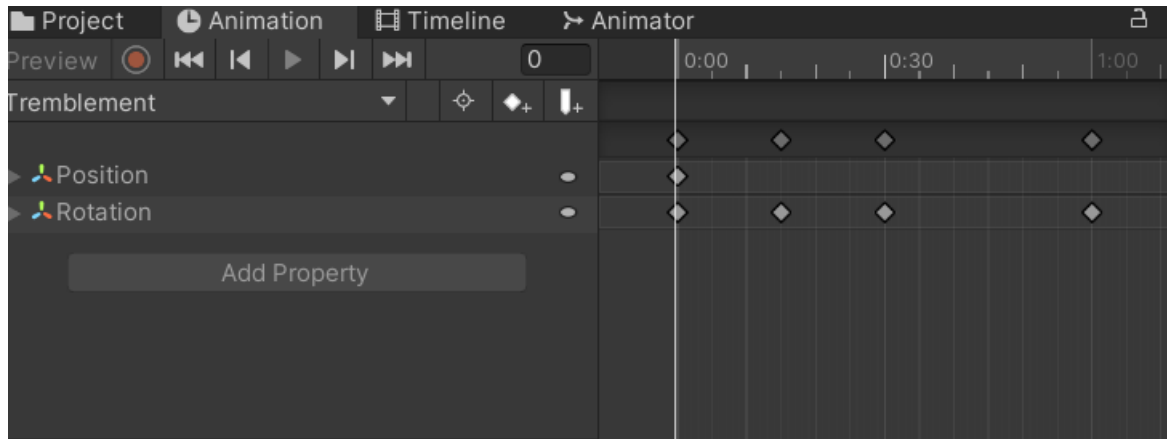 Project Animation Timeline Animator
Preview 0 0:00 0:30 1:00
Tremblement
Position
Rotation
Add Property